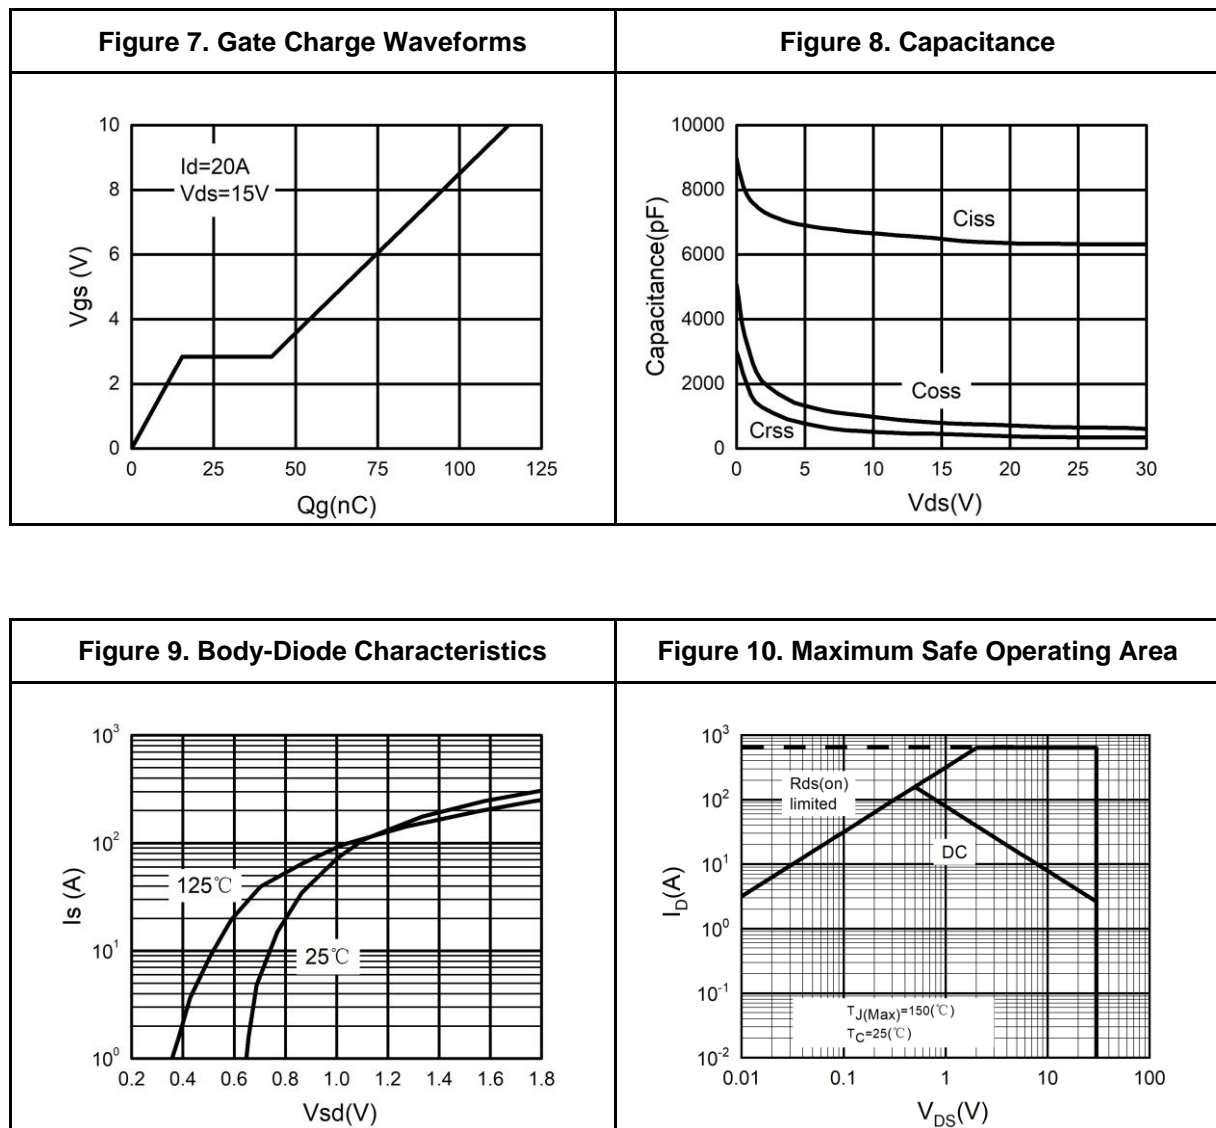 Figure 7. Gate Charge Waveforms
Figure 8. Capacitance
10
8
6
4
2
0
Vgs (V)
Id=20A
Vds=15V
0 25 50 75 100 125
Qg(nC)
10000
8000
6000
4000
2000
0
Capacitance(pF)
Ciss
Coss
Crss
0 5 10 15 20 25 30
Vds(V)
Figure 9. Body-Diode Characteristics
Figure 10. Maximum Safe Operating Area
10³
10²
10¹
10⁰
Is (A)
125℃
25℃
0.2 0.4 0.6 0.8 1.0 1.2 1.4 1.6 1.8
Vsd(V)
10³
10²
10¹
10⁰
10⁻¹
10⁻²
I_D(A)
Rds(on)
limited
DC
T_J(Max)=150(℃)
T_C=25(℃)
0.01 0.1 1 10 100
V_DS(V)